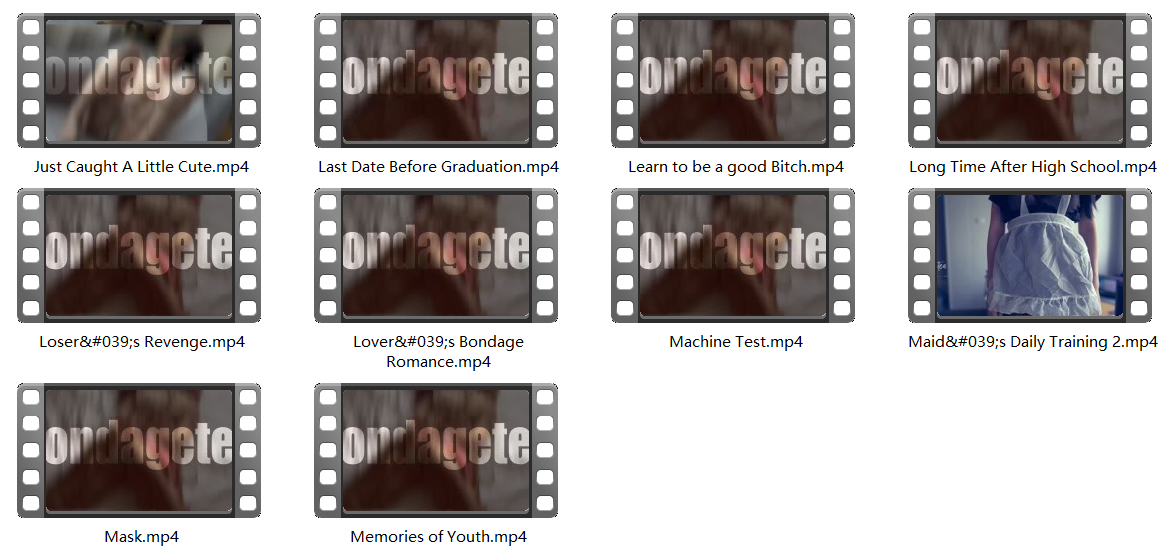 ondagete
ondagete
ondagete
ondagete
Just Caught A Little Cute.mp4
Last Date Before Graduation.mp4
Learn to be a good Bitch.mp4
Long Time After High School.mp4
ondagete
ondagete
ondagete
Loser&#039;s Revenge.mp4
Lover&#039;s Bondage
Romance.mp4
Machine Test.mp4
Maid&#039;s Daily Training 2.mp4
ondagete
ondagete
Mask.mp4
Memories of Youth.mp4